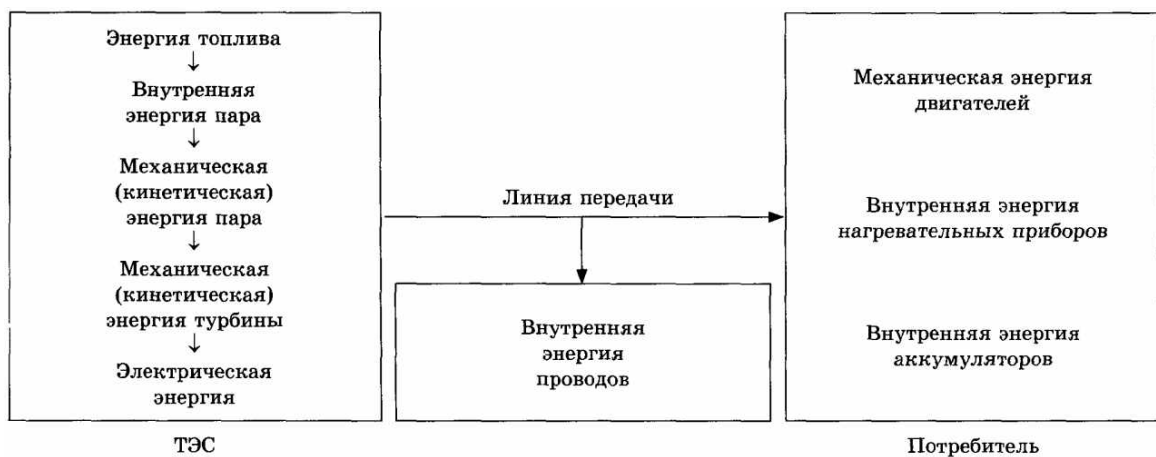 Энергия топлива
↓
Внутренняя
энергия пара
↓
Механическая
(кинетическая)
энергия пара
↓
Механическая
(кинетическая)
энергия турбины
↓
Электрическая
энергия
ТЭС
Линия передачи
Внутренняя
энергия
проводов
Механическая энергия
двигателей
Внутренняя энергия
нагревательных приборов
Внутренняя энергия
аккумуляторов
Потребитель